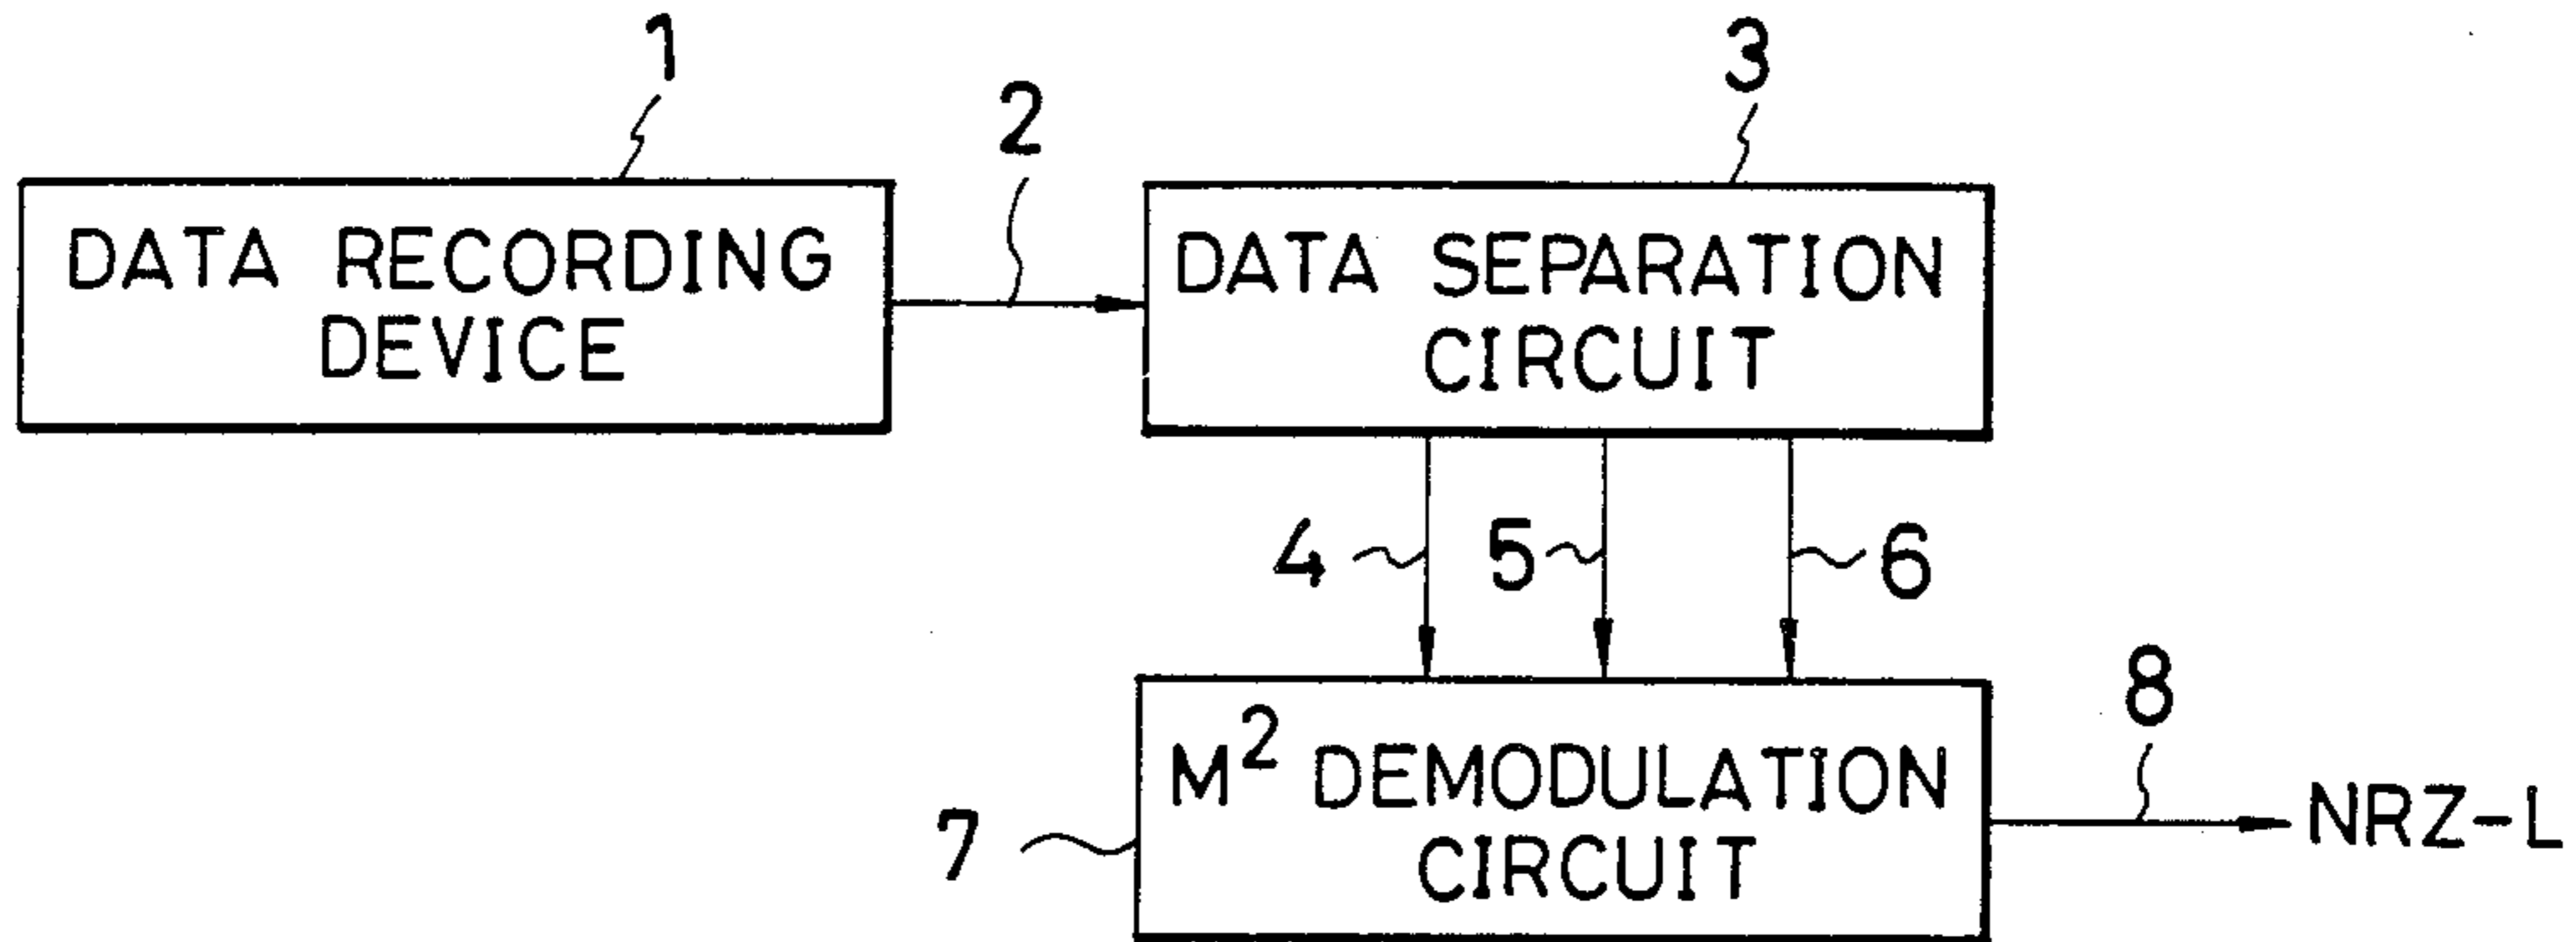 1
2
3
DATA RECORDING
DEVICE
DATA SEPARATION
CIRCUIT
4
5
6
7
M² DEMODULATION
CIRCUIT
8
NRZ-L